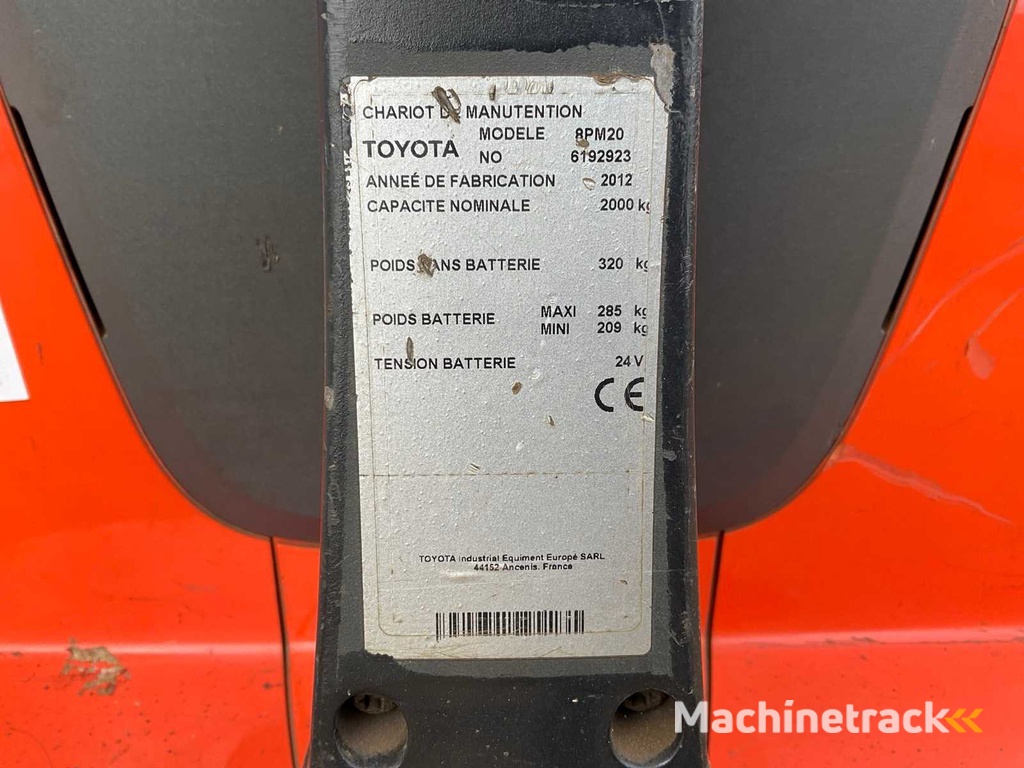 CHARIOT DE MANUTENTION
MODELE 8PM20
TOYOTA
NO 6192923
ANNEÉ DE FABRICATION 2012
CAPACITE NOMINALE 2000 kg
POIDS SANS BATTERIE 320 kg
POIDS BATTERIE MAXI 285 kg
MINI 209 kg
TENSION BATTERIE 24 V
CE
TOYOTA Industrial Equiment Europé SARL
44152 Ancenis. France
Machinetrack